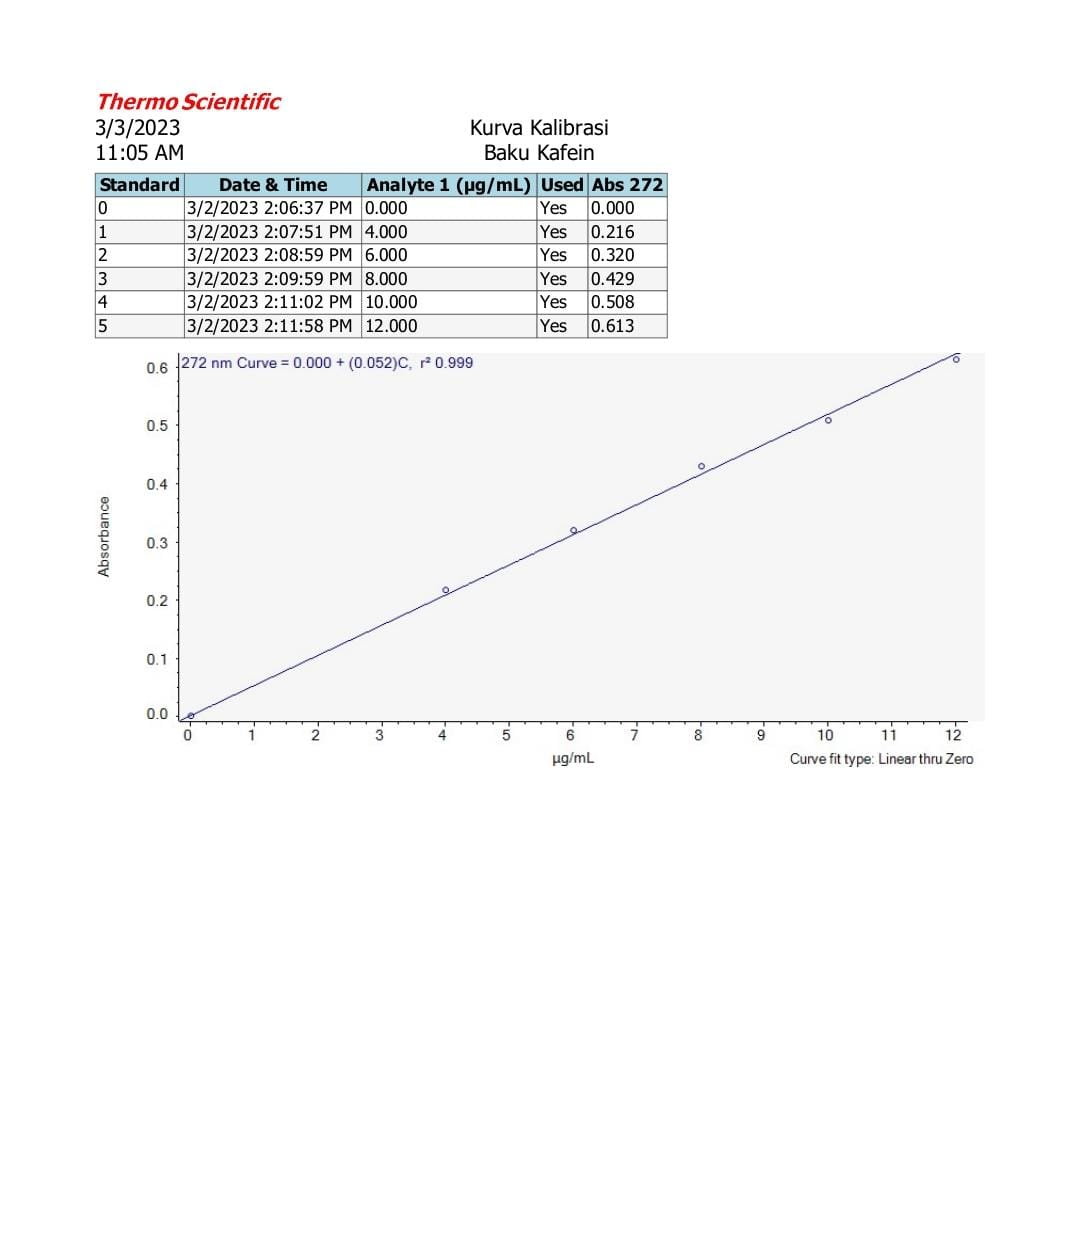 Thermo Scientific
3/3/2023
11:05 AM
Kurva Kalibrasi
Baku Kafein
Standard Date & Time Analyte 1 (µg/mL) Used Abs 272
0 3/2/2023 2:06:37 PM 0.000 Yes 0.000
1 3/2/2023 2:07:51 PM 4.000 Yes 0.216
2 3/2/2023 2:08:59 PM 6.000 Yes 0.320
3 3/2/2023 2:09:59 PM 8.000 Yes 0.429
4 3/2/2023 2:11:02 PM 10.000 Yes 0.508
5 3/2/2023 2:11:58 PM 12.000 Yes 0.613
272 nm Curve = 0.000 + (0.052)C, r² 0.999
0.6
0.5
0.4
0.3
0.2
0.1
0.0
Absorbance
0 1 2 3 4 5 6 7 8 9 10 11 12
µg/mL
Curve fit type: Linear thru Zero